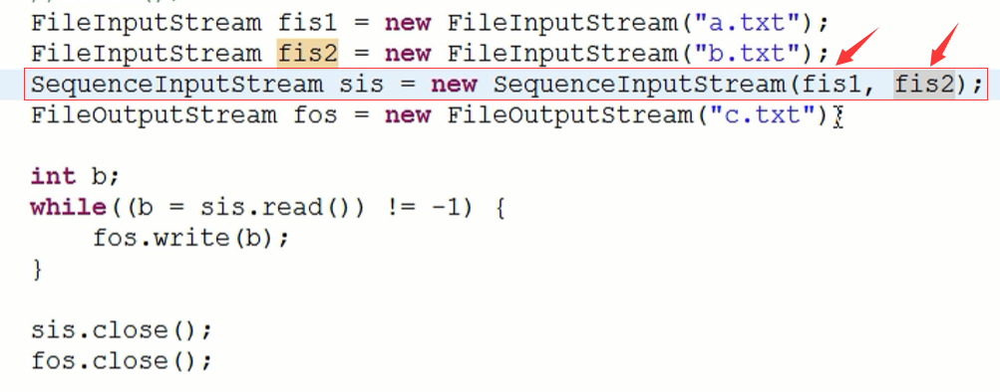 FileInputStream fis1 = new FileInputStream("a.txt");
FileInputStream fis2 = new FileInputStream("b.txt");
SequenceInputStream sis = new SequenceInputStream(fis1, fis2);
FileOutputStream fos = new FileOutputStream("c.txt");
int b;
while((b = sis.read()) != -1) {
fos.write(b);
}
sis.close();
fos.close();